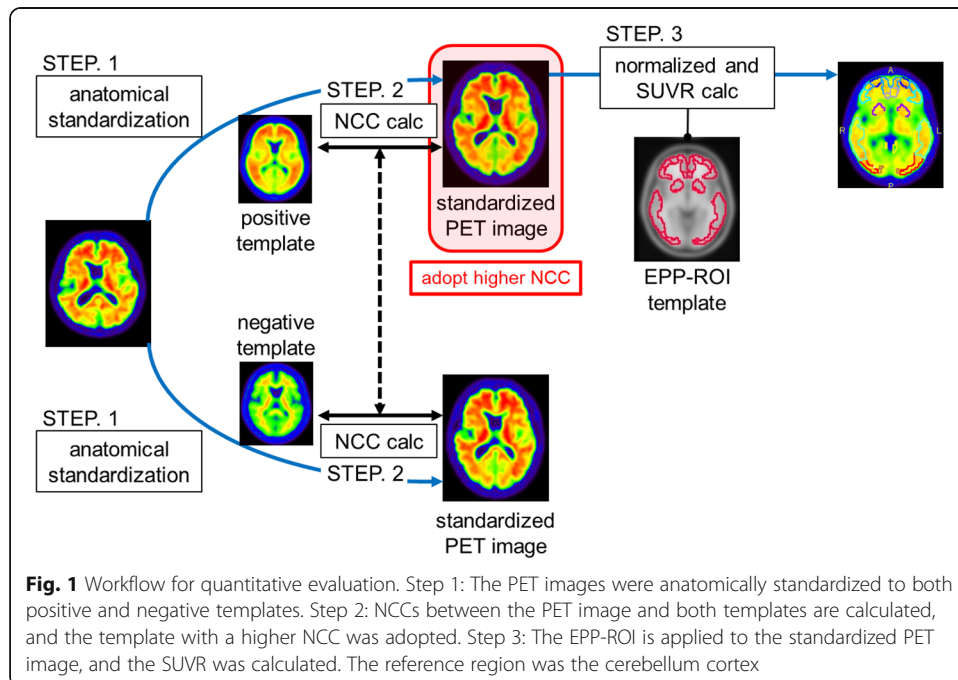 STEP. 1
anatomical
standardization
STEP. 2
NCC calc
positive
template
standardized
PET image
adopt higher NCC
STEP. 3
normalized and
SUVR calc
EPP-ROI
template
A
R
L
P
negative
template
STEP. 1
anatomical
standardization
NCC calc
STEP. 2
standardized
PET image
Fig. 1 Workflow for quantitative evaluation. Step 1: The PET images were anatomically standardized to both
positive and negative templates. Step 2: NCCs between the PET image and both templates are calculated,
and the template with a higher NCC was adopted. Step 3: The EPP-ROI is applied to the standardized PET
image, and the SUVR was calculated. The reference region was the cerebellum cortex